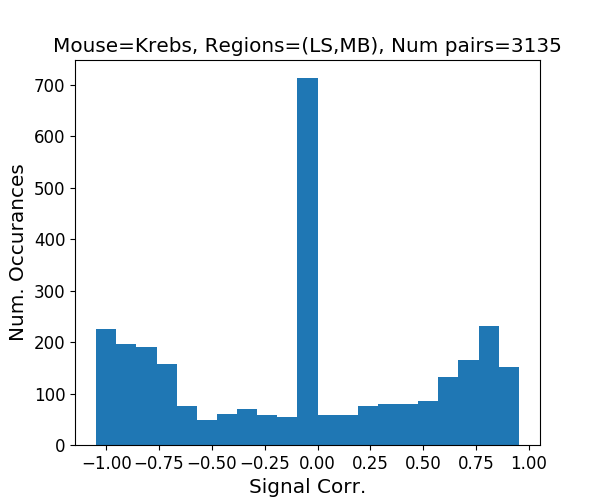 Mouse=Krebs, Regions=(LS,MB), Num pairs=3135
700
600
500
400
300
200
100
0
Num. Occurances
−1.00 −0.75 −0.50 −0.25 0.00 0.25 0.50 0.75 1.00
Signal Corr.